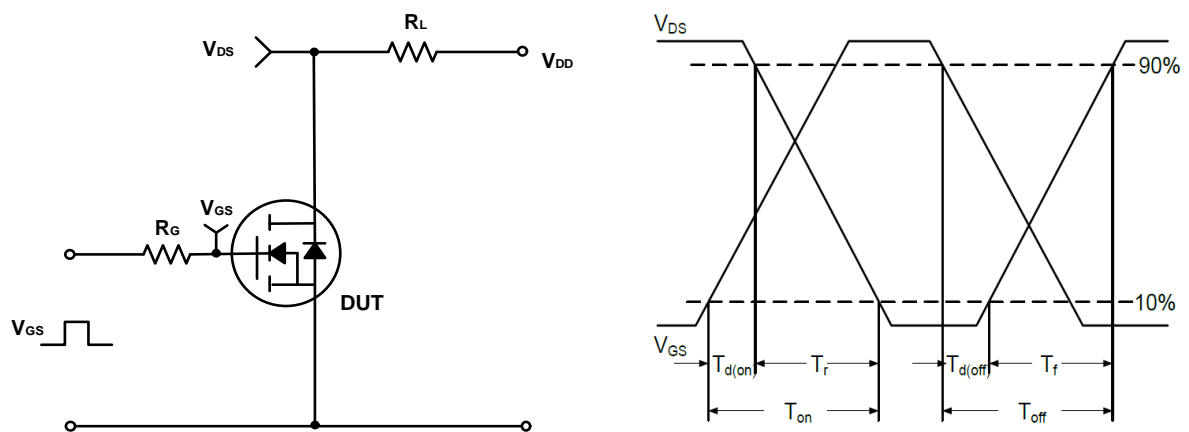 RL
VDS
VDD
VGS
RG
DUT
VGS
VDS
90%
10%
VGS
Td(on)
Tr
Td(off)
Tf
Ton
Toff